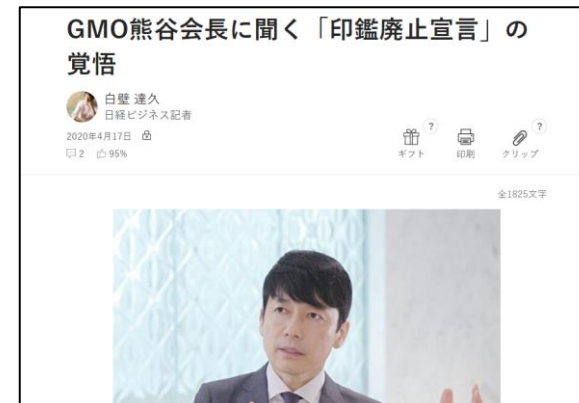 GMO熊谷会長に聞く「印鑑廃止宣言」の
覚悟
白壁 達久
日経ビジネス記者
2020年4月17日
2 95%
?
?
ギフト 印刷 クリップ
全1825文字